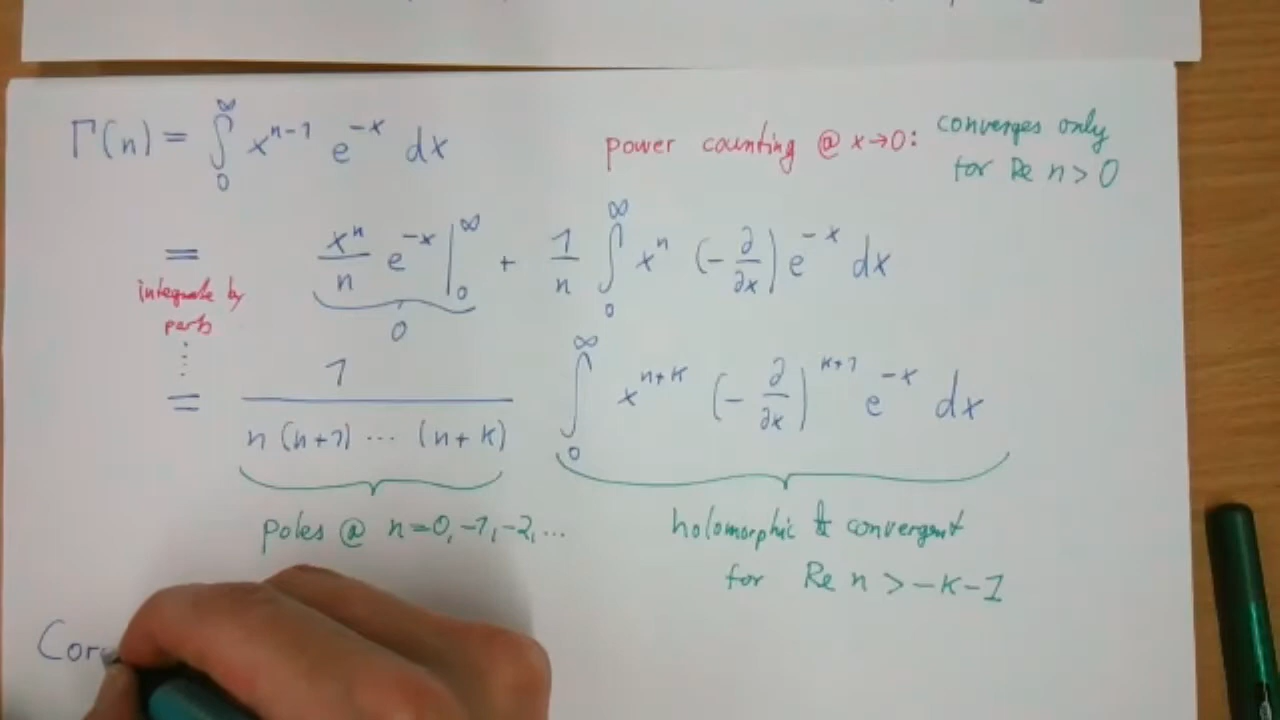 Γ(n) = ∫₀^∞ x^{n-1} e^{-x} dx
power counting @ x→0: converges only
for Re n > 0
= x^n/n e^{-x} |₀^∞ + 1/n ∫₀^∞ x^n (-∂/∂x) e^{-x} dx
integrate by
parts
0
⋮
= 1/(n (n+1) ... (n+k)) ∫₀^∞ x^{n+k} (-∂/∂x)^{k+1} e^{-x} dx
poles @ n=0,-1,-2,...
holomorphic & convergent
for Re n > -k-1
Cor